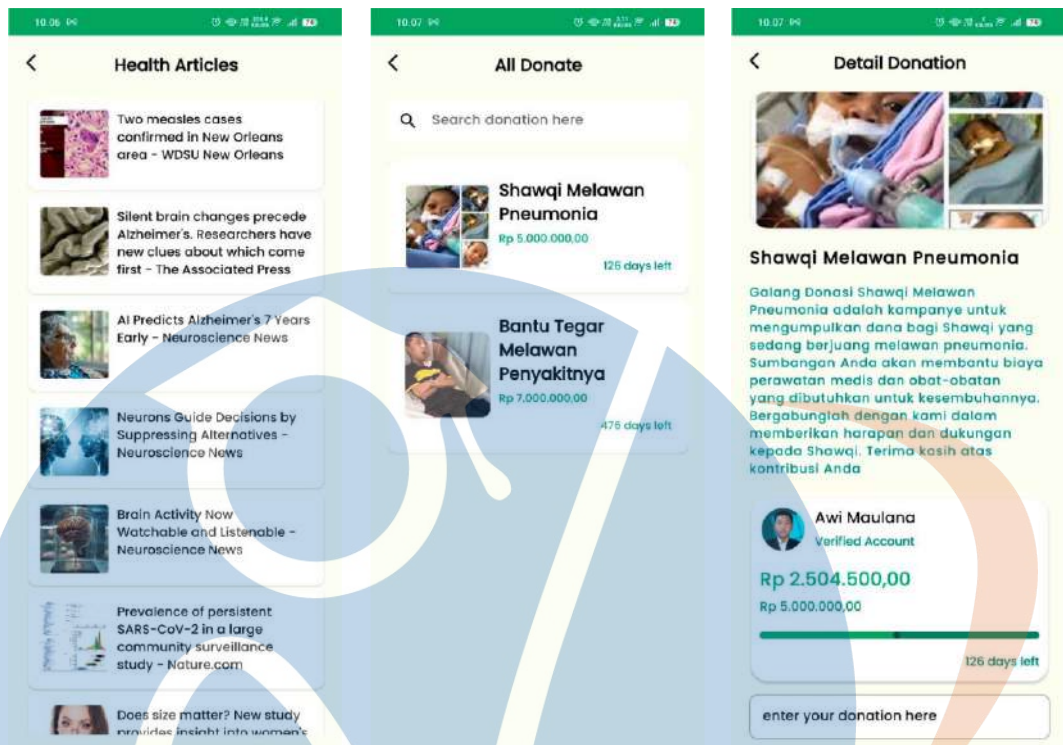 10.06
Health Articles
Two measles cases
confirmed in New Orleans
area - WDSU New Orleans
Silent brain changes precede
Alzheimer's. Researchers have
new clues about which come
first - The Associated Press
AI Predicts Alzheimer's 7 Years
Early - Neuroscience News
Neurons Guide Decisions by
Suppressing Alternatives -
Neuroscience News
Brain Activity Now
Watchable and Listenable -
Neuroscience News
Prevalence of persistent
SARS-CoV-2 in a large
community surveillance
study - Nature.com
Does size matter? New study
provides insight into women's
10.07
All Donate
Search donation here
Shawqi Melawan
Pneumonia
Rp 5.000.000,00
126 days left
Bantu Tegar
Melawan
Penyakitnya
Rp 7.000.000,00
476 days left
10.07
Detail Donation
Shawqi Melawan Pneumonia
Galang Donasi Shawqi Melawan
Pneumonia adalah kampanye untuk
mengumpulkan dana bagi Shawqi yang
sedang berjuang melawan pneumonia.
Sumbangan Anda akan membantu biaya
perawatan medis dan obat-obatan
yang dibutuhkan untuk kesembuhannya.
Bergabunglah dengan kami dalam
memberikan harapan dan dukungan
kepada Shawqi. Terima kasih atas
kontribusi Anda
Awi Maulana
Verified Account
Rp 2.504.500,00
Rp 5.000.000,00
126 days left
enter your donation here